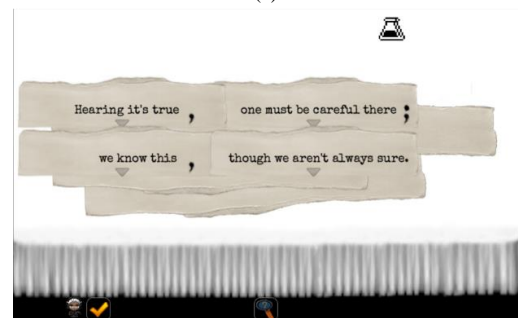 Hearing it's true , one must be careful there ;
we know this , though we aren't always sure.